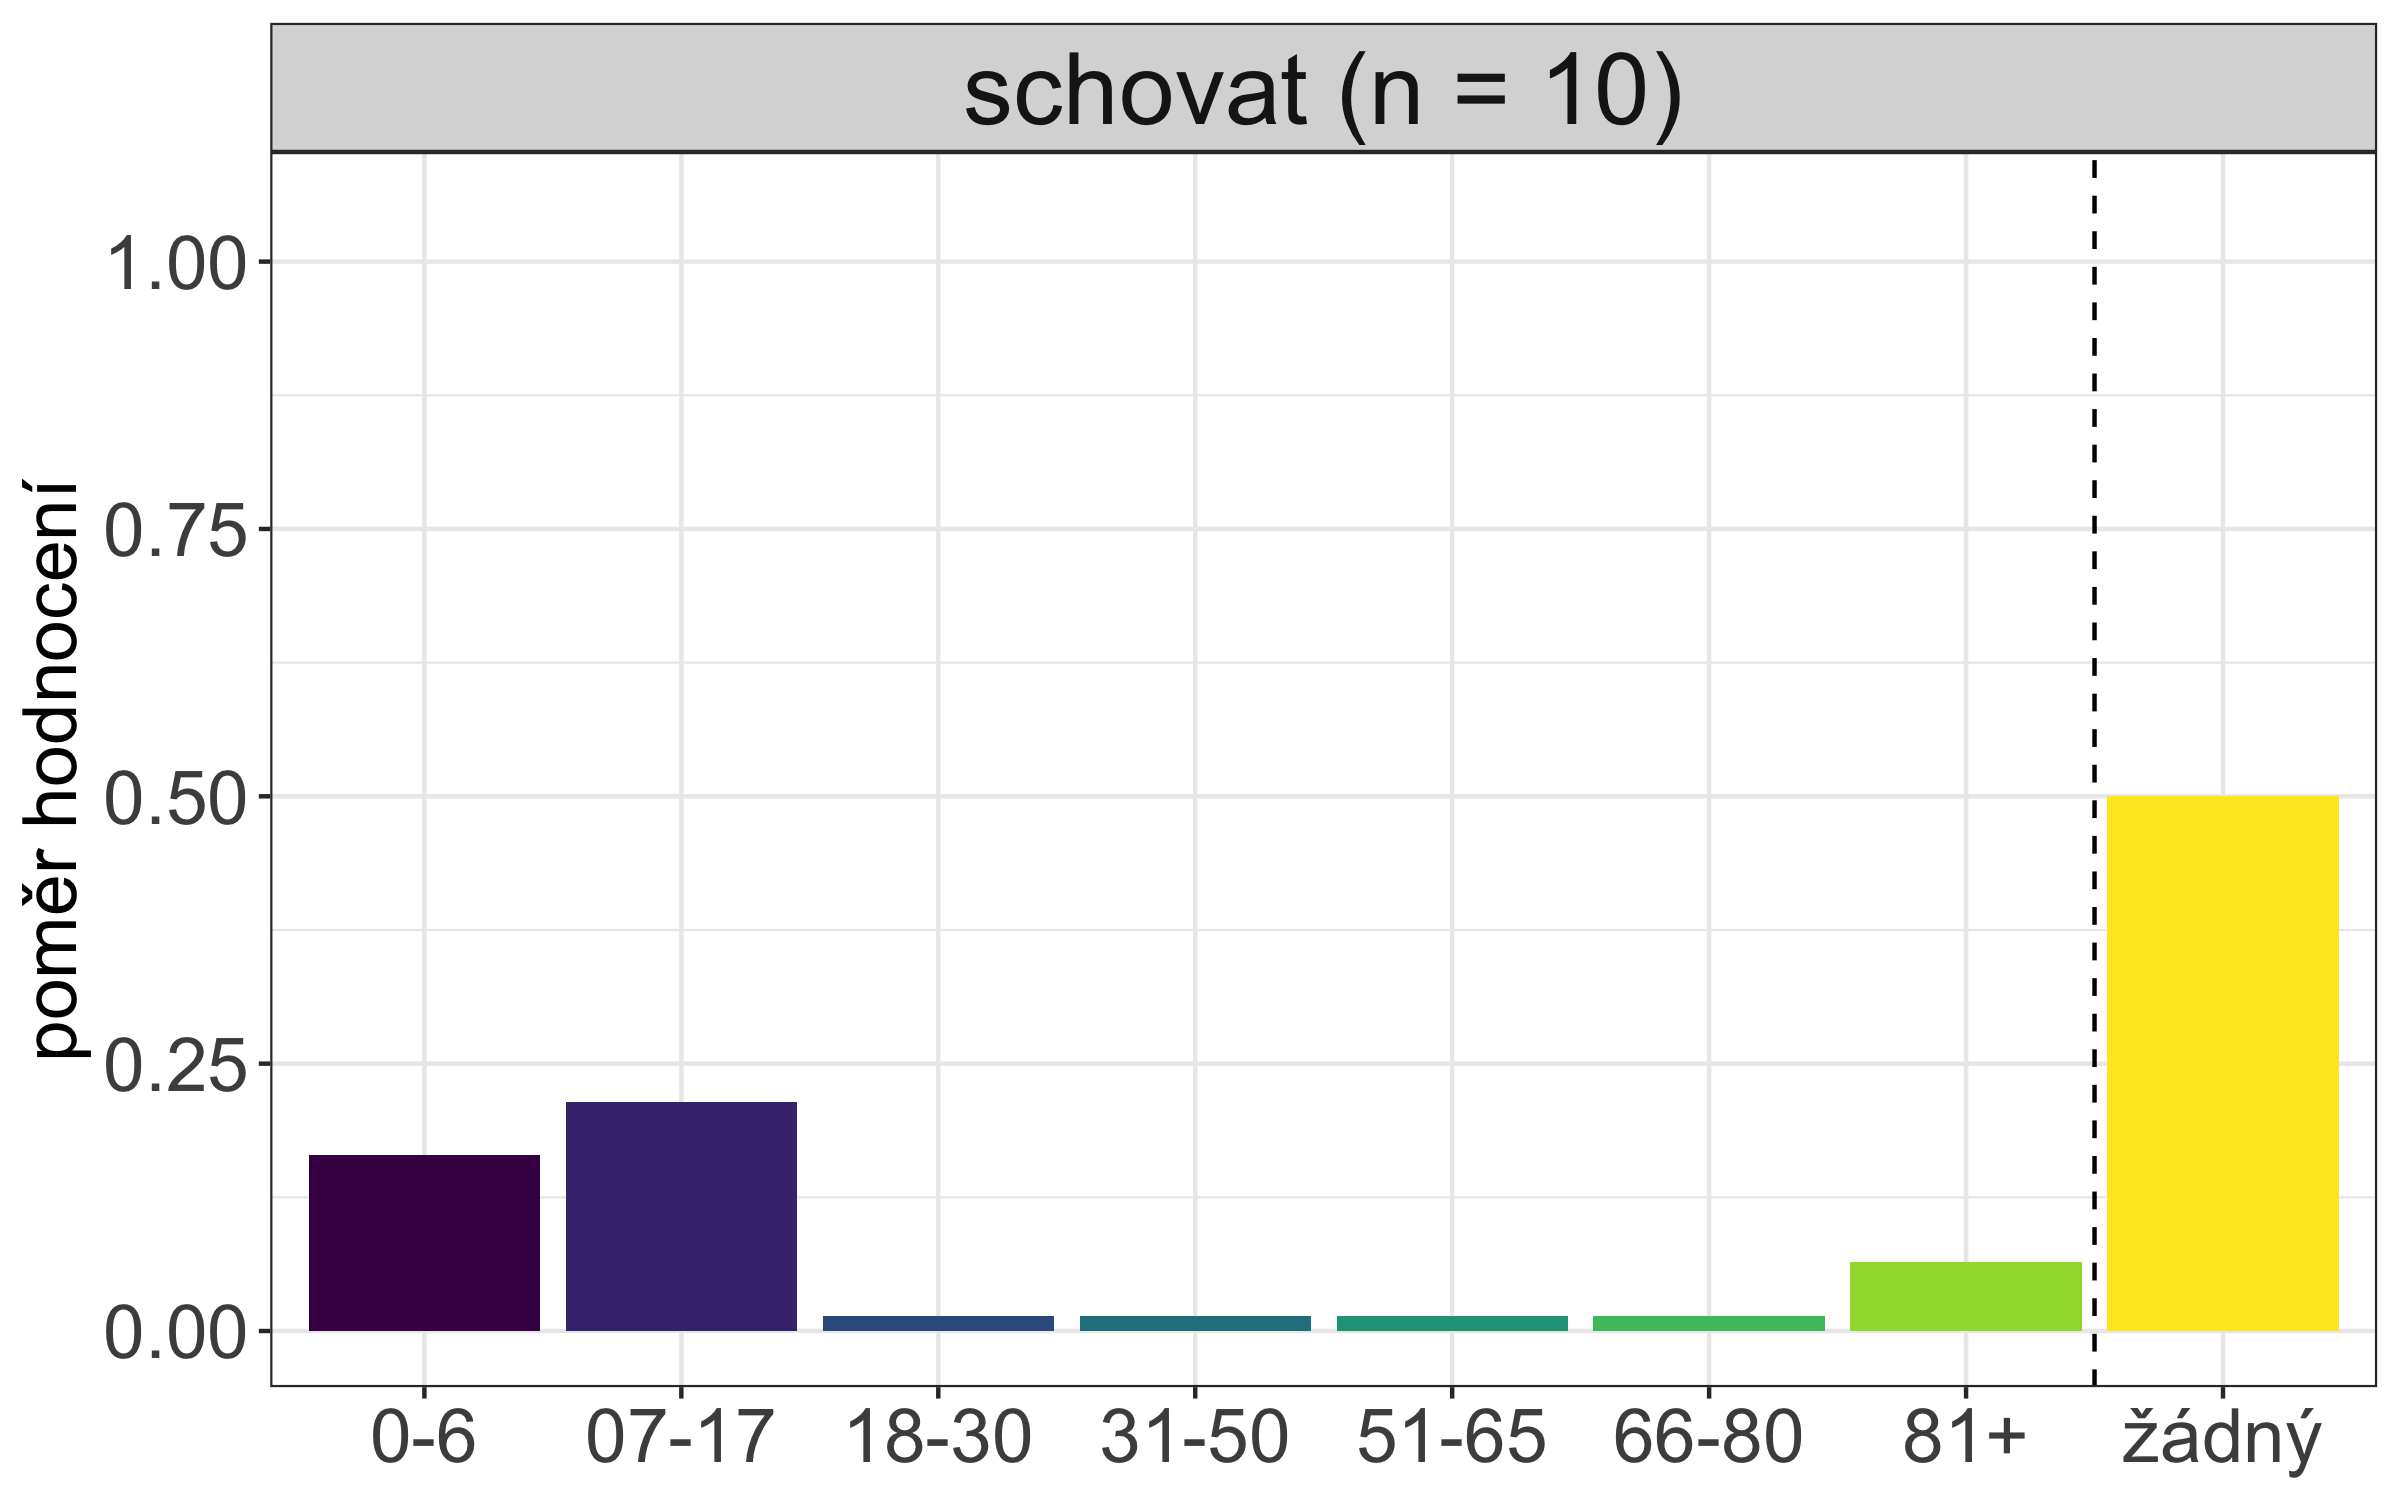 schovat (n = 10)
poměr hodnocení
1.00
0.75
0.50
0.25
0.00
0-6 07-17 18-30 31-50 51-65 66-80 81+ žádný